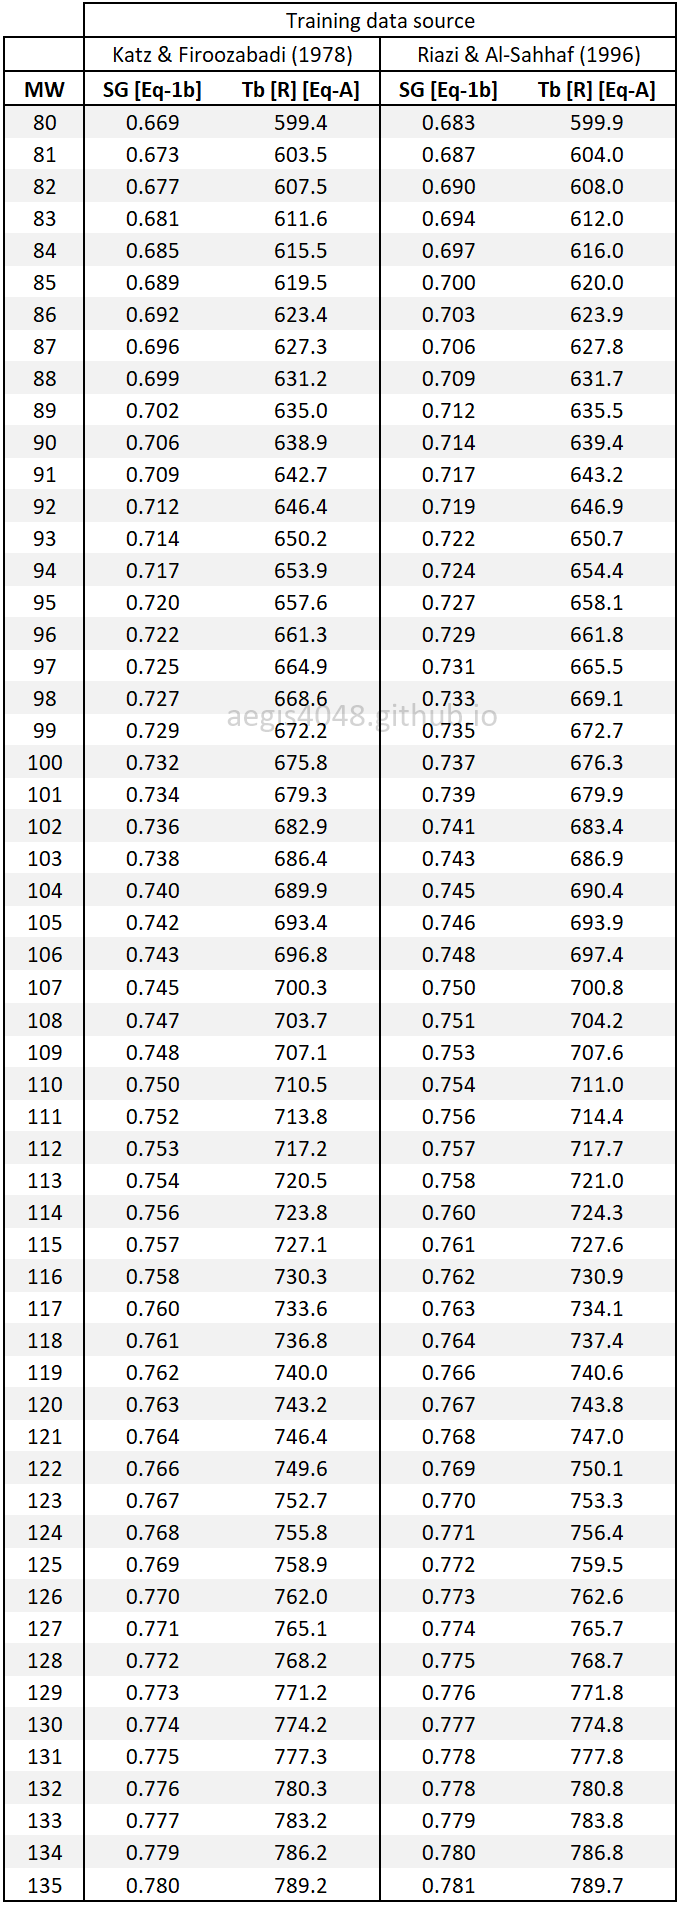 Training data source
Katz & Firoozabadi (1978) Riazi & Al-Sahhaf (1996)
MW SG [Eq-1b] Tb [R] [Eq-A] SG [Eq-1b] Tb [R] [Eq-A]
80 0.669 599.4 0.683 599.9
81 0.673 603.5 0.687 604.0
82 0.677 607.5 0.690 608.0
83 0.681 611.6 0.694 612.0
84 0.685 615.5 0.697 616.0
85 0.689 619.5 0.700 620.0
86 0.692 623.4 0.703 623.9
87 0.696 627.3 0.706 627.8
88 0.699 631.2 0.709 631.7
89 0.702 635.0 0.712 635.5
90 0.706 638.9 0.714 639.4
91 0.709 642.7 0.717 643.2
92 0.712 646.4 0.719 646.9
93 0.714 650.2 0.722 650.7
94 0.717 653.9 0.724 654.4
95 0.720 657.6 0.727 658.1
96 0.722 661.3 0.729 661.8
97 0.725 664.9 0.731 665.5
98 0.727 668.6 0.733 669.1
aegis4048.github.io
99 0.729 672.2 0.735 672.7
100 0.732 675.8 0.737 676.3
101 0.734 679.3 0.739 679.9
102 0.736 682.9 0.741 683.4
103 0.738 686.4 0.743 686.9
104 0.740 689.9 0.745 690.4
105 0.742 693.4 0.746 693.9
106 0.743 696.8 0.748 697.4
107 0.745 700.3 0.750 700.8
108 0.747 703.7 0.751 704.2
109 0.748 707.1 0.753 707.6
110 0.750 710.5 0.754 711.0
111 0.752 713.8 0.756 714.4
112 0.753 717.2 0.757 717.7
113 0.754 720.5 0.758 721.0
114 0.756 723.8 0.760 724.3
115 0.757 727.1 0.761 727.6
116 0.758 730.3 0.762 730.9
117 0.760 733.6 0.763 734.1
118 0.761 736.8 0.764 737.4
119 0.762 740.0 0.766 740.6
120 0.763 743.2 0.767 743.8
121 0.764 746.4 0.768 747.0
122 0.766 749.6 0.769 750.1
123 0.767 752.7 0.770 753.3
124 0.768 755.8 0.771 756.4
125 0.769 758.9 0.772 759.5
126 0.770 762.0 0.773 762.6
127 0.771 765.1 0.774 765.7
128 0.772 768.2 0.775 768.7
129 0.773 771.2 0.776 771.8
130 0.774 774.2 0.777 774.8
131 0.775 777.3 0.778 777.8
132 0.776 780.3 0.778 780.8
133 0.777 783.2 0.779 783.8
134 0.779 786.2 0.780 786.8
135 0.780 789.2 0.781 789.7